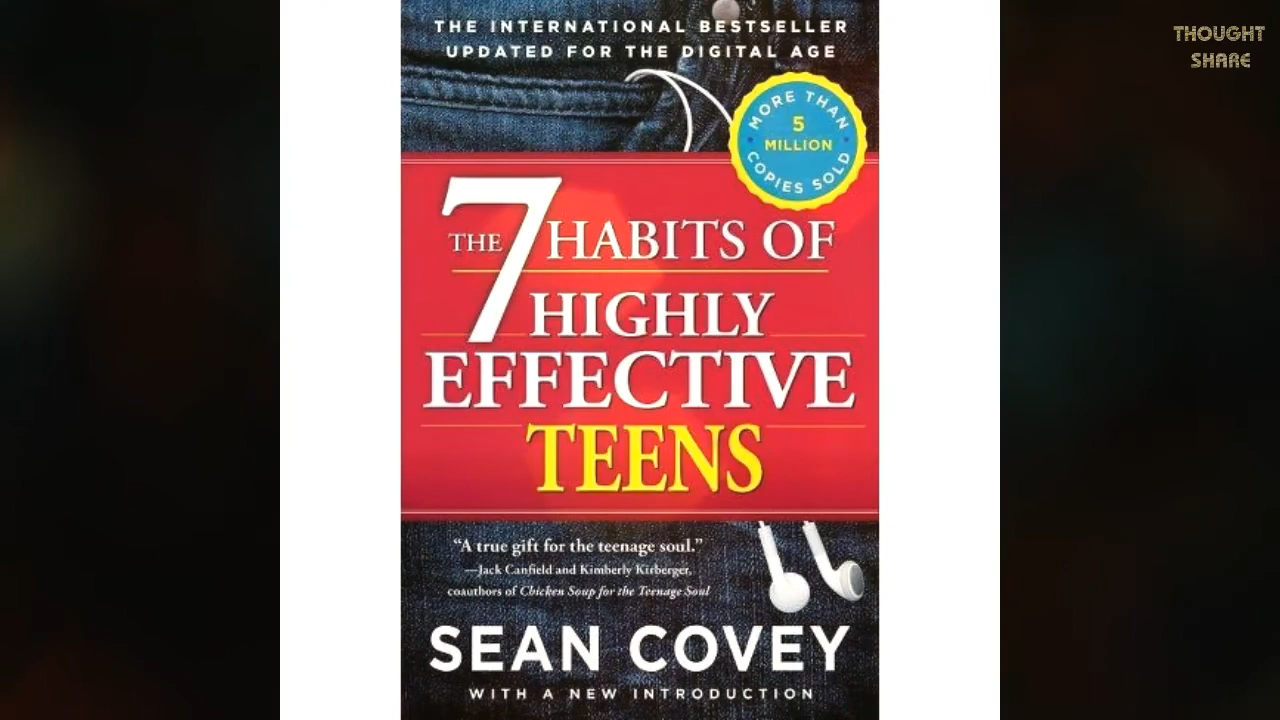 THE INTERNATIONAL BESTSELLER
UPDATED FOR THE DIGITAL AGE
THOUGHT
SHARE
MORE THAN
5
MILLION
COPIES SOLD
THE 7 HABITS OF
HIGHLY
EFFECTIVE
TEENS
“A true gift for the teenage soul.”
—Jack Canfield and Kimberly Kirberger,
coauthors of Chicken Soup for the Teenage Soul
SEAN COVEY
WITH A NEW INTRODUCTION